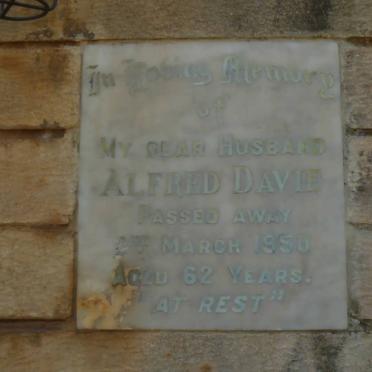 In Loving Memory
of
My Dear Husband
Alfred Davie
Passed away
March 1950
Aged 62 Years.
"At Rest"